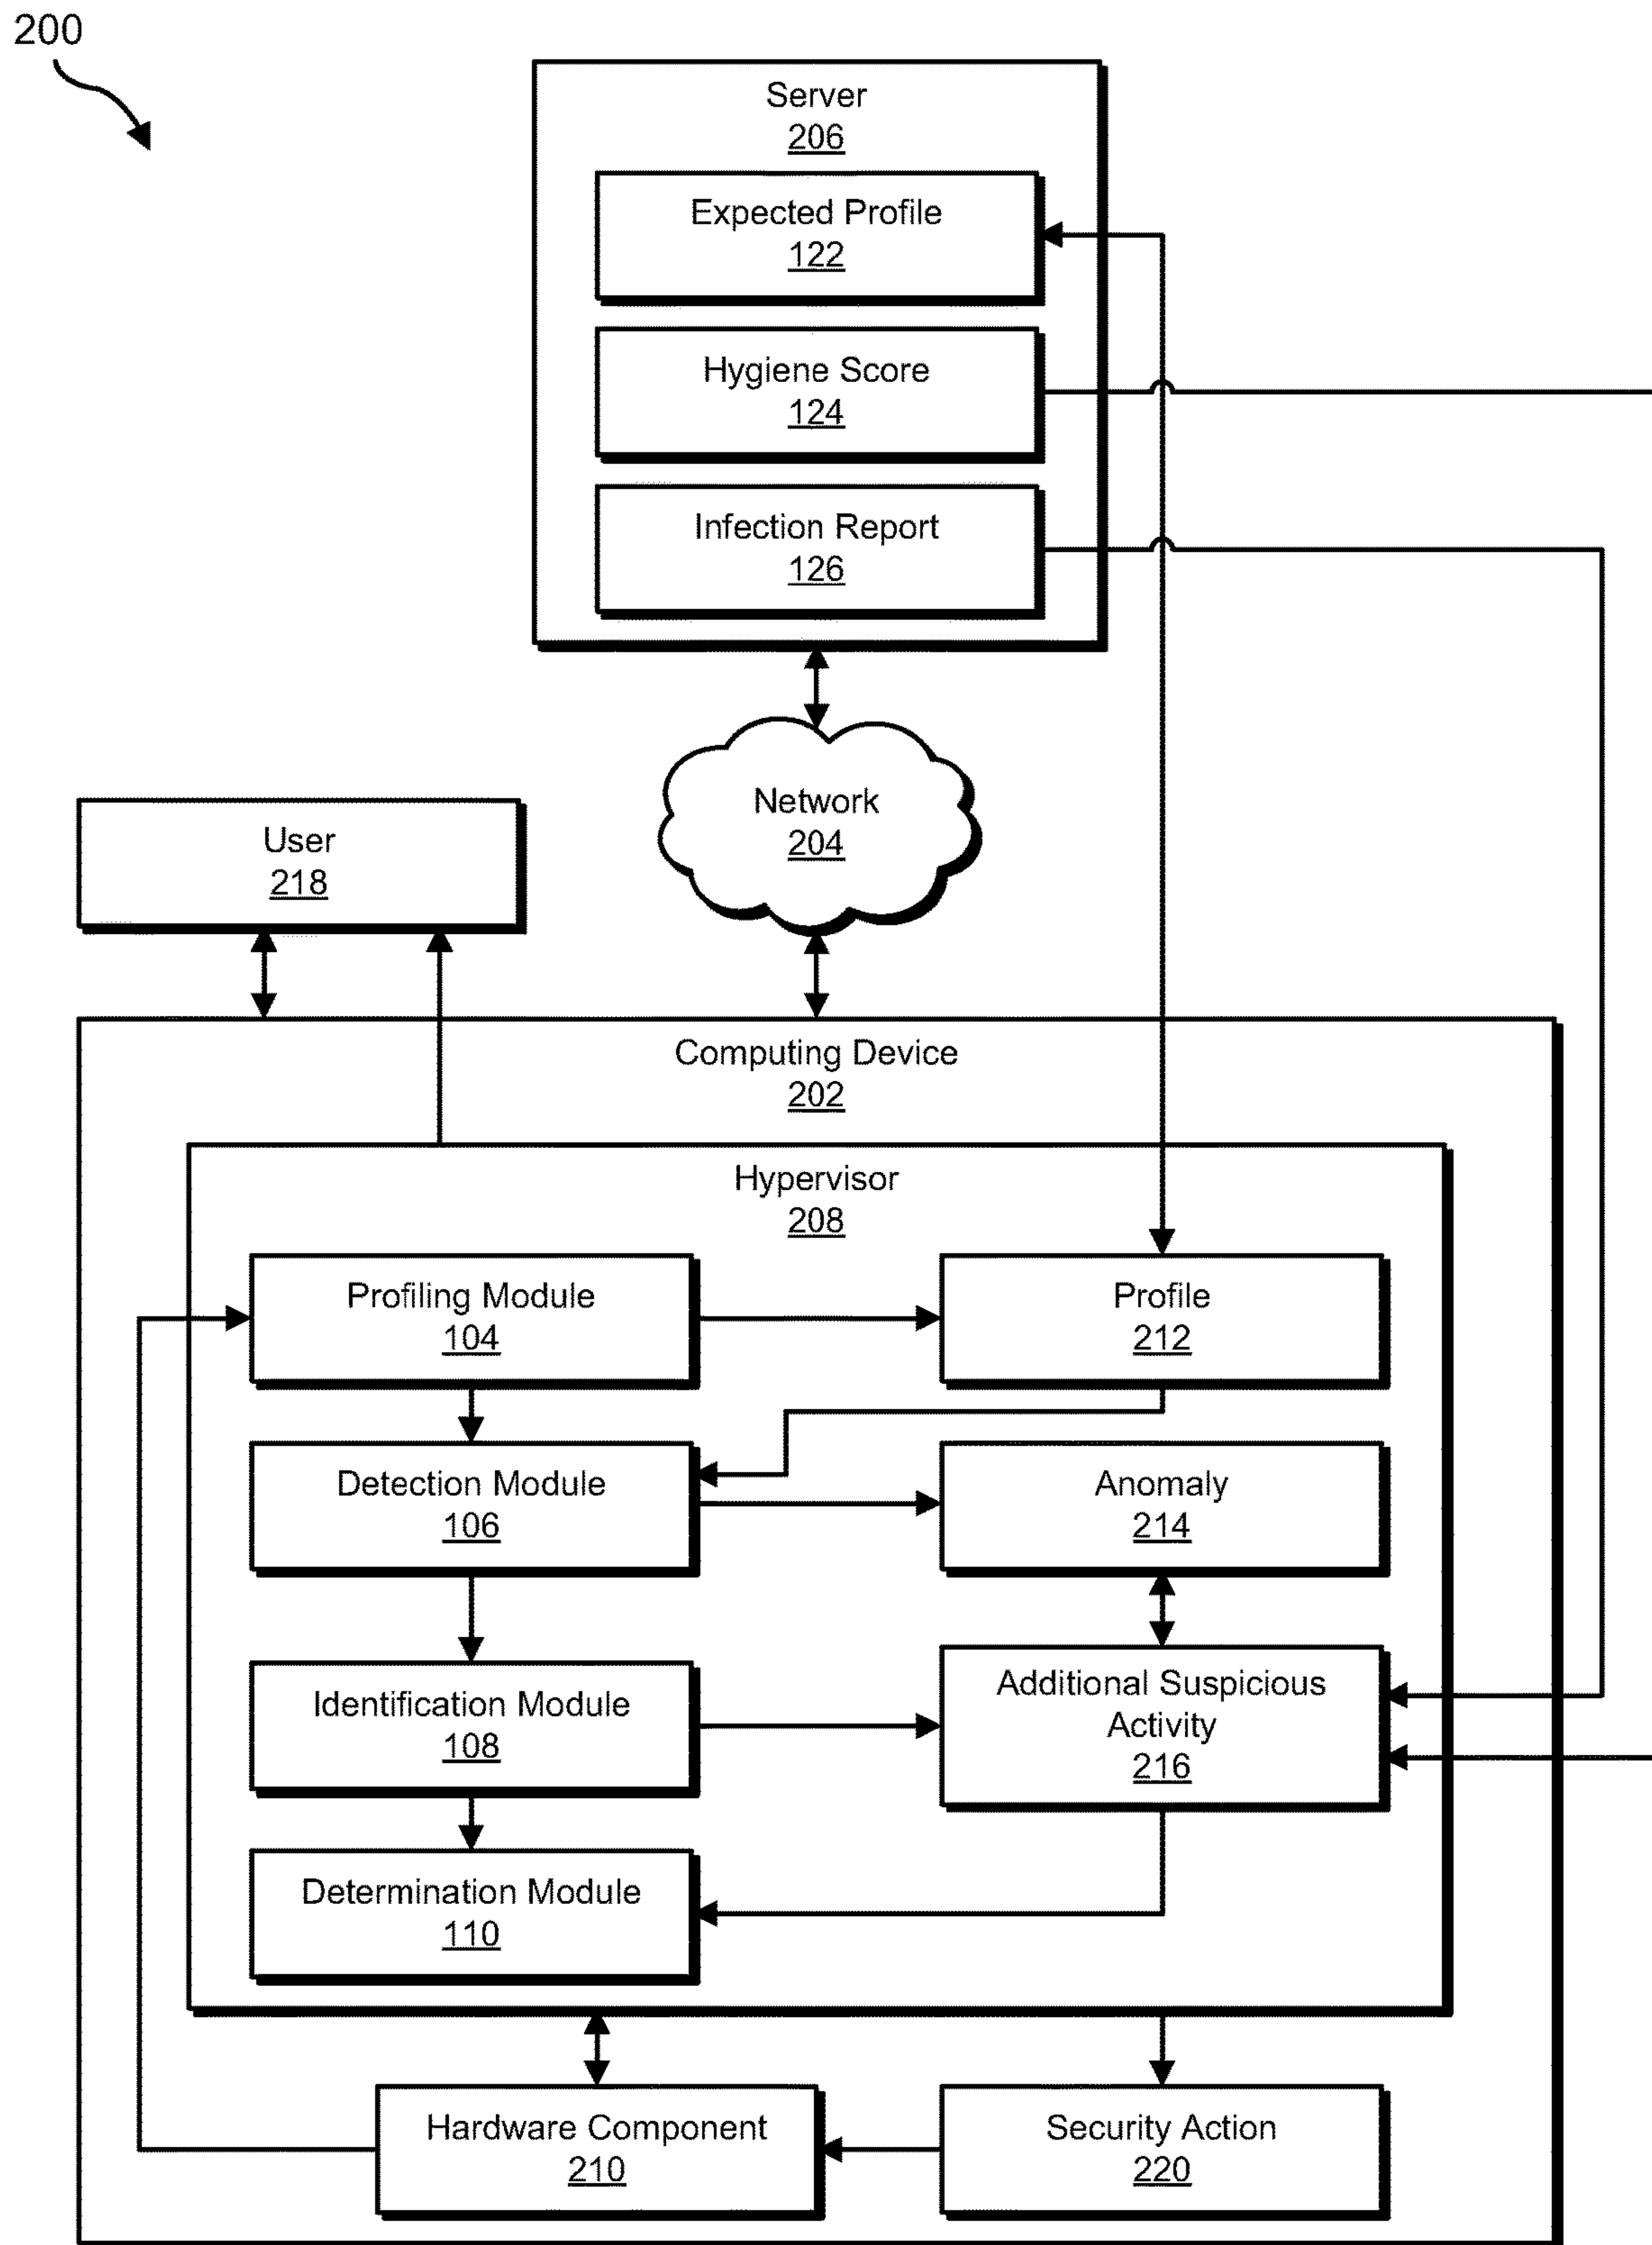 200
Server
206
Expected Profile
122
Hygiene Score
124
Infection Report
126
Network
204
User
218
Computing Device
202
Hypervisor
208
Profiling Module
104
Profile
212
Detection Module
106
Anomaly
214
Identification Module
108
Additional Suspicious
Activity
216
Determination Module
110
Hardware Component
210
Security Action
220